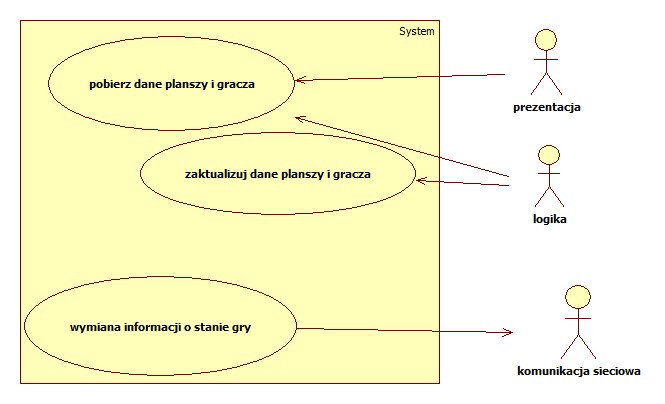 System
pobierz dane planszy i gracza
prezentacja
zaktualizuj dane planszy i gracza
logika
wymiana informacji o stanie gry
komunikacja sieciowa